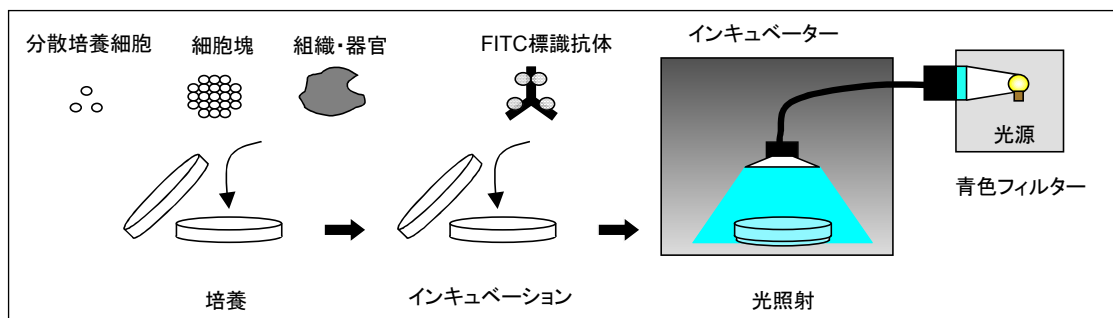 分散培養細胞
細胞塊
組織・器官
FITC標識抗体
インキュベーター
光源
青色フィルター
培養
インキュベーション
光照射